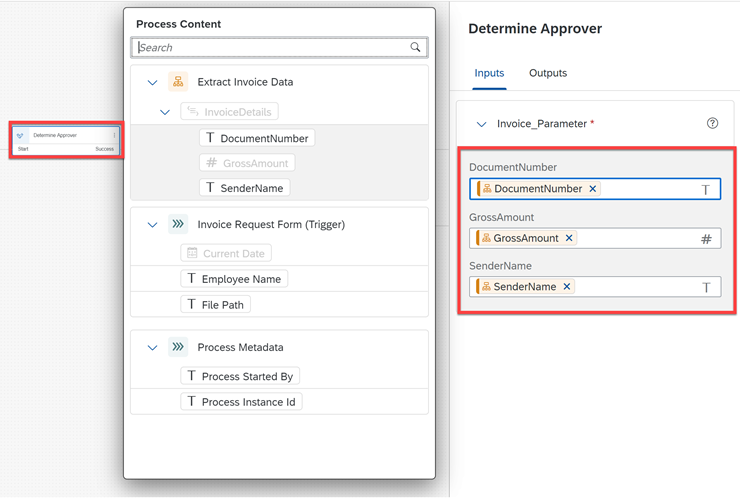 Determine Approver
Start
Success
Process Content
Search
Extract Invoice Data
InvoiceDetails
T DocumentNumber
# GrossAmount
T SenderName
Invoice Request Form (Trigger)
Current Date
T Employee Name
T File Path
Process Metadata
T Process Started By
T Process Instance Id
Determine Approver
Inputs Outputs
Invoice_Parameter * ?
DocumentNumber
DocumentNumber × T
GrossAmount
GrossAmount × #
SenderName
SenderName × T